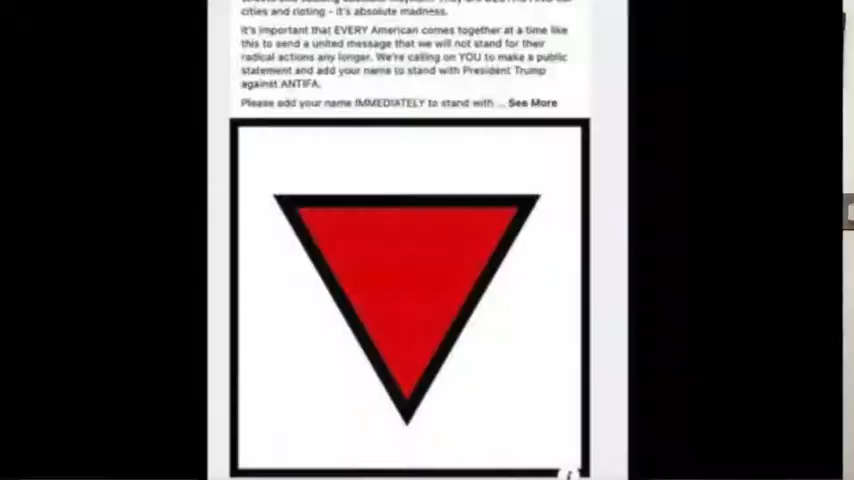 cities and rioting - it's absolute madness.
It's important that EVERY American comes together at a time like
this to send a united message that we will not stand for their
radical actions any longer. We're calling on YOU to make a public
statement and add your name to stand with President Trump
against ANTIFA.
Please add your name IMMEDIATELY to stand with ... See More